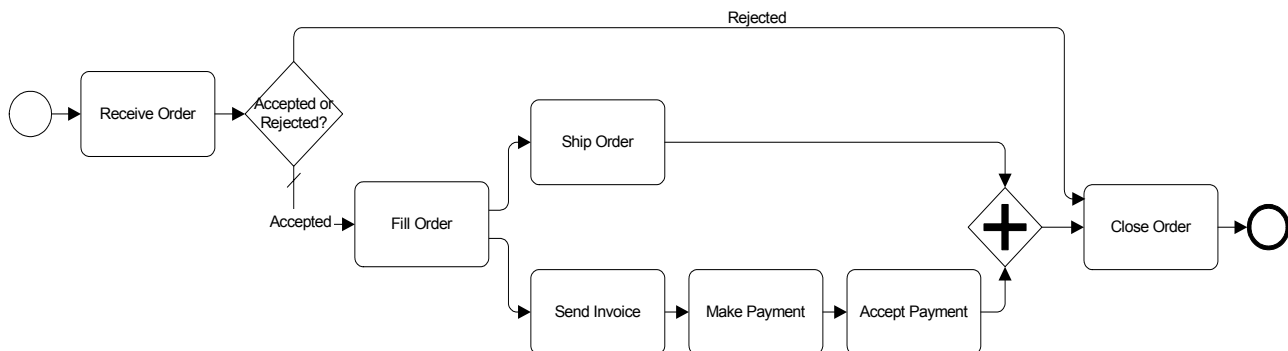 Rejected
Receive Order
Accepted or
Rejected?
Ship Order
Accepted
Fill Order
Close Order
Send Invoice
Make Payment
Accept Payment